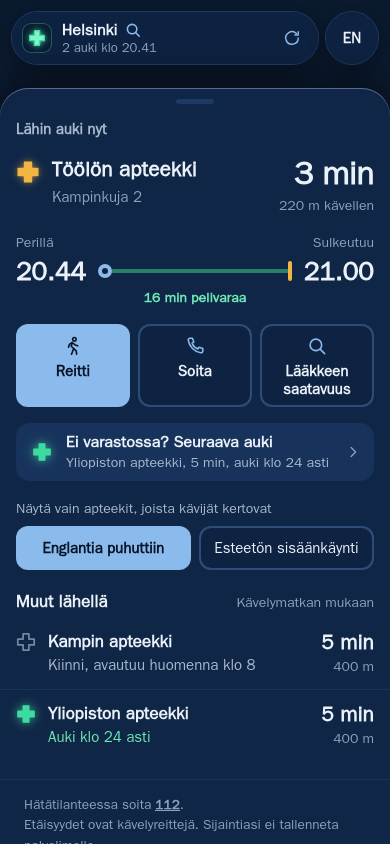 Helsinki
2 auki klo 20.41
EN
Lähin auki nyt
Töölön apteekki
3 min
Kampinkuja 2
220 m kävellen
Perillä
Sulkeutuu
20.44
21.00
16 min pelivaraa
Reitti
Soita
Lääkkeen
saatavuus
Ei varastossa? Seuraava auki
Yliopiston apteekki, 5 min, auki klo 24 asti
Näytä vain apteekit, joista kävijät kertovat
Englantia puhuttiin
Esteetön sisäänkäynti
Muut lähellä
Kävelymatkan mukaan
Kampin apteekki
5 min
Kiinni, avautuu huomenna klo 8
400 m
Yliopiston apteekki
5 min
Auki klo 24 asti
400 m
Hätätilanteessa soita 112.
Etäisyydet ovat kävelyreittejä. Sijaintiasi ei tallenneta